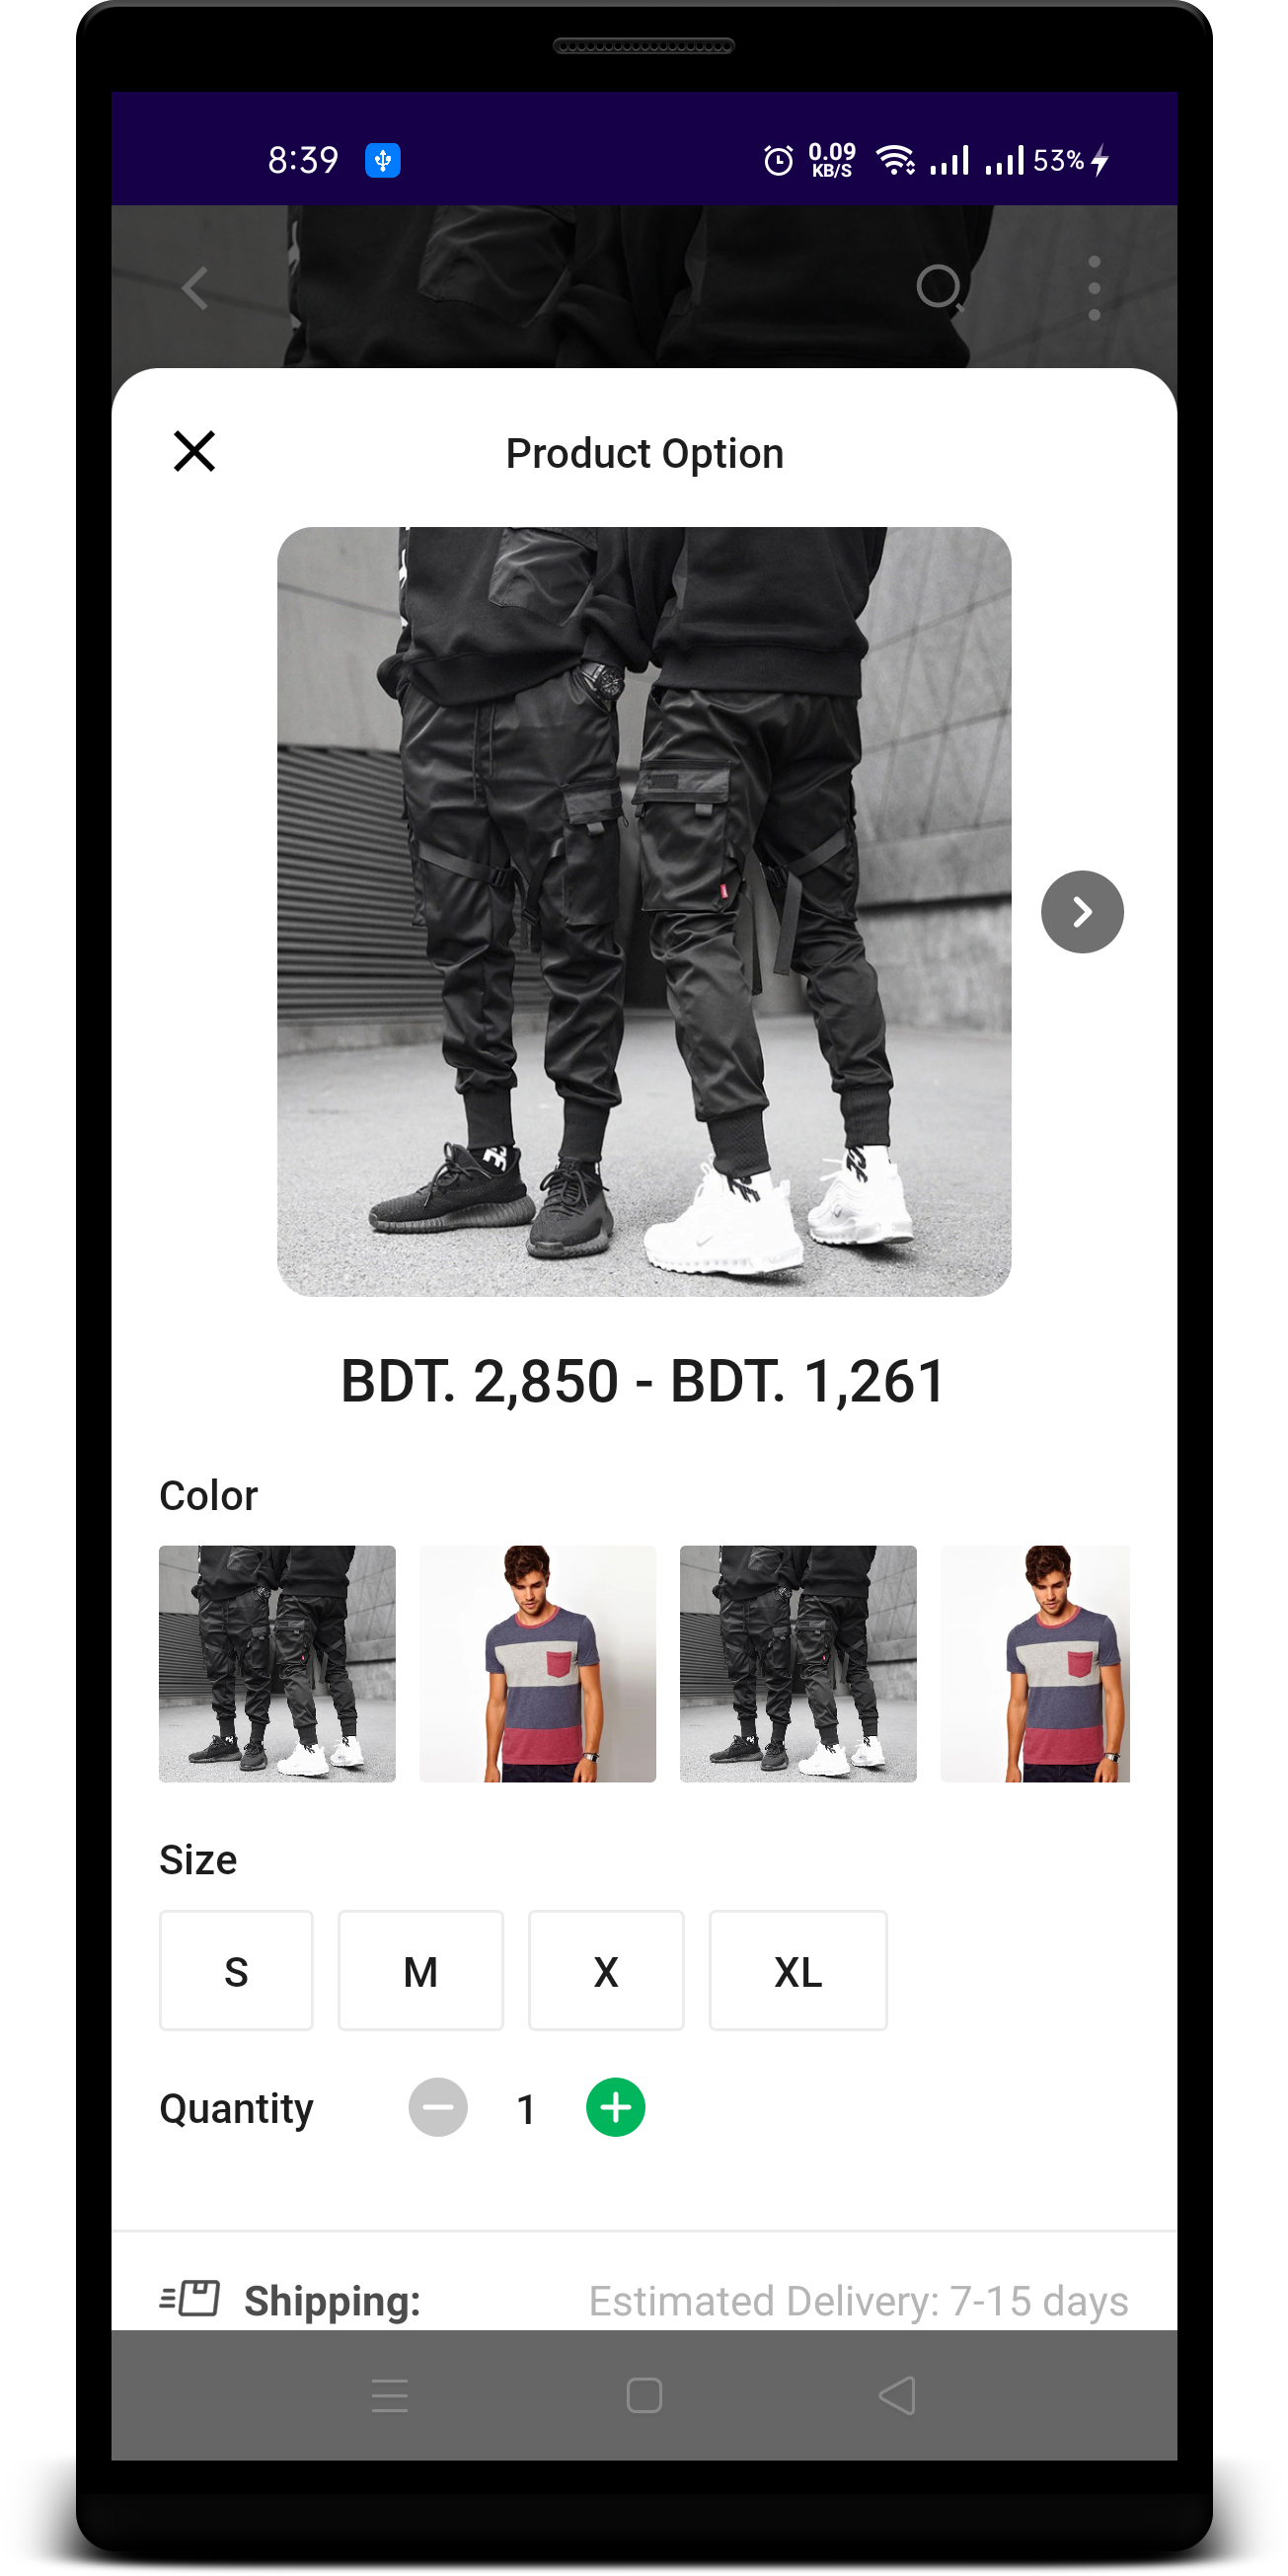 8:39 0.09 KB/S 53%
Product Option
BDT. 2,850 - BDT. 1,261
Color
Size
S M X XL
Quantity 1
Shipping: Estimated Delivery: 7-15 days